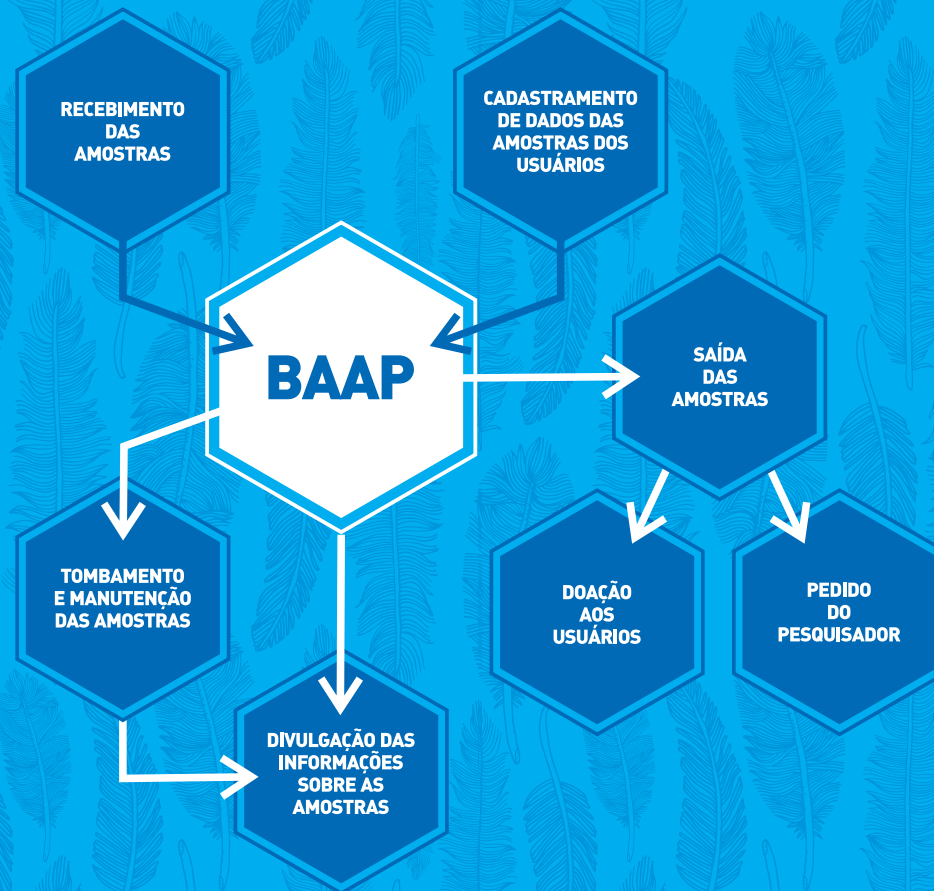 RECEBIMENTO
DAS
AMOSTRAS
CADASTRAMENTO
DE DADOS DAS
AMOSTRAS DOS
USUÁRIOS
BAAP
SAÍDA
DAS
AMOSTRAS
TOMBAMENTO
E MANUTENÇÃO
DAS AMOSTRAS
DOAÇÃO
AOS
USUÁRIOS
PEDIDO
DO
PESQUISADOR
DIVULGAÇÃO DAS
INFORMAÇÕES
SOBRE AS
AMOSTRAS